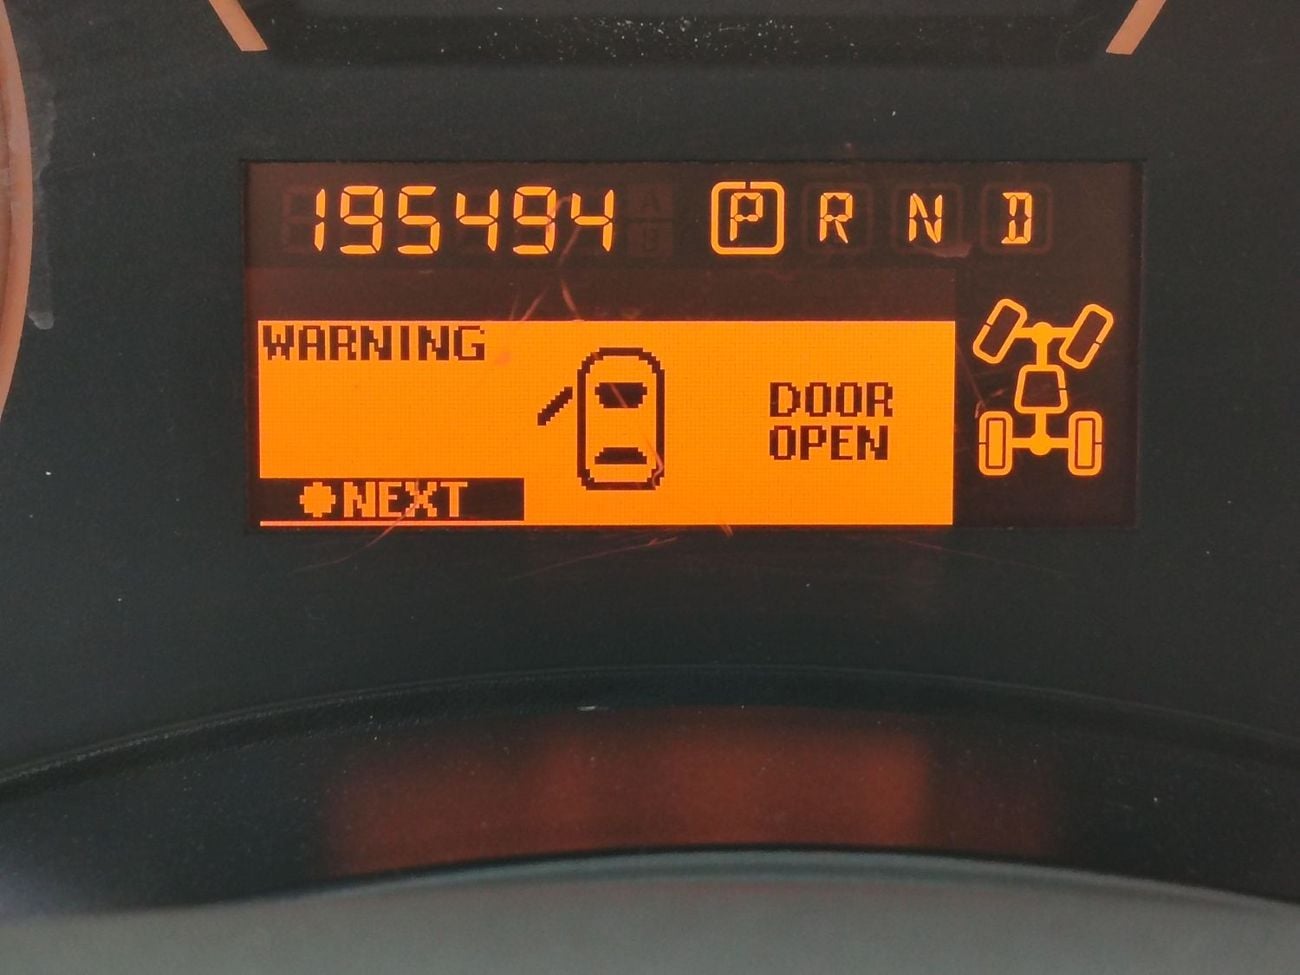 195494 P R N D
WARNING
DOOR
OPEN
NEXT